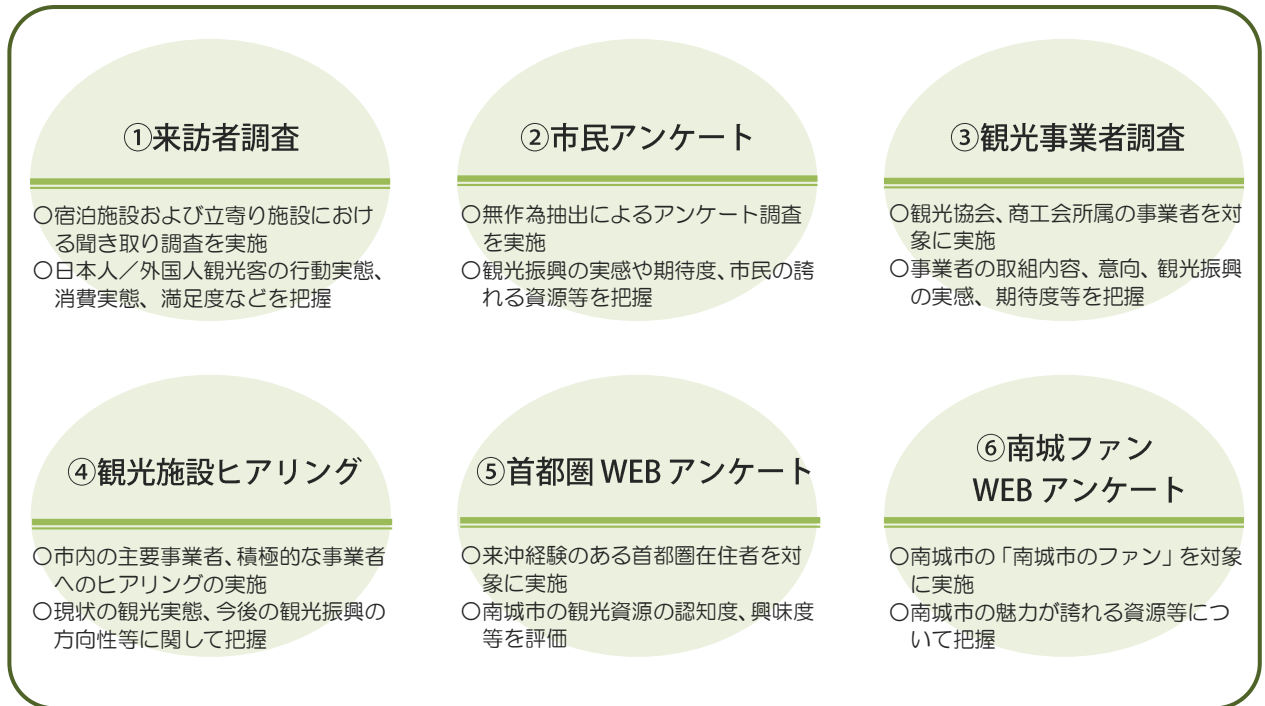 ①来訪者調査
〇宿泊施設および立寄り施設におけ
る聞き取り調査を実施
〇日本人／外国人観光客の行動実態、
消費実態、満足度などを把握
②市民アンケート
〇無作為抽出によるアンケート調査
を実施
〇観光振興の実感や期待度、市民の誇
れる資源等を把握
③観光事業者調査
〇観光協会、商工会所属の事業者を対
象に実施
〇事業者の取組内容、意向、観光振興
の実感、期待度等を把握
④観光施設ヒアリング
〇市内の主要事業者、積極的な事業者
へのヒアリングの実施
〇現状の観光実態、今後の観光振興の
方向性等に関して把握
⑤首都圏 WEB アンケート
〇来沖経験のある首都圏在住者を対
象に実施
〇南城市の観光資源の認知度、興味度
等を評価
⑥南城ファン
WEB アンケート
〇南城市の「南城市のファン」を対象
に実施
〇南城市の魅力が誇れる資源等につ
いて把握